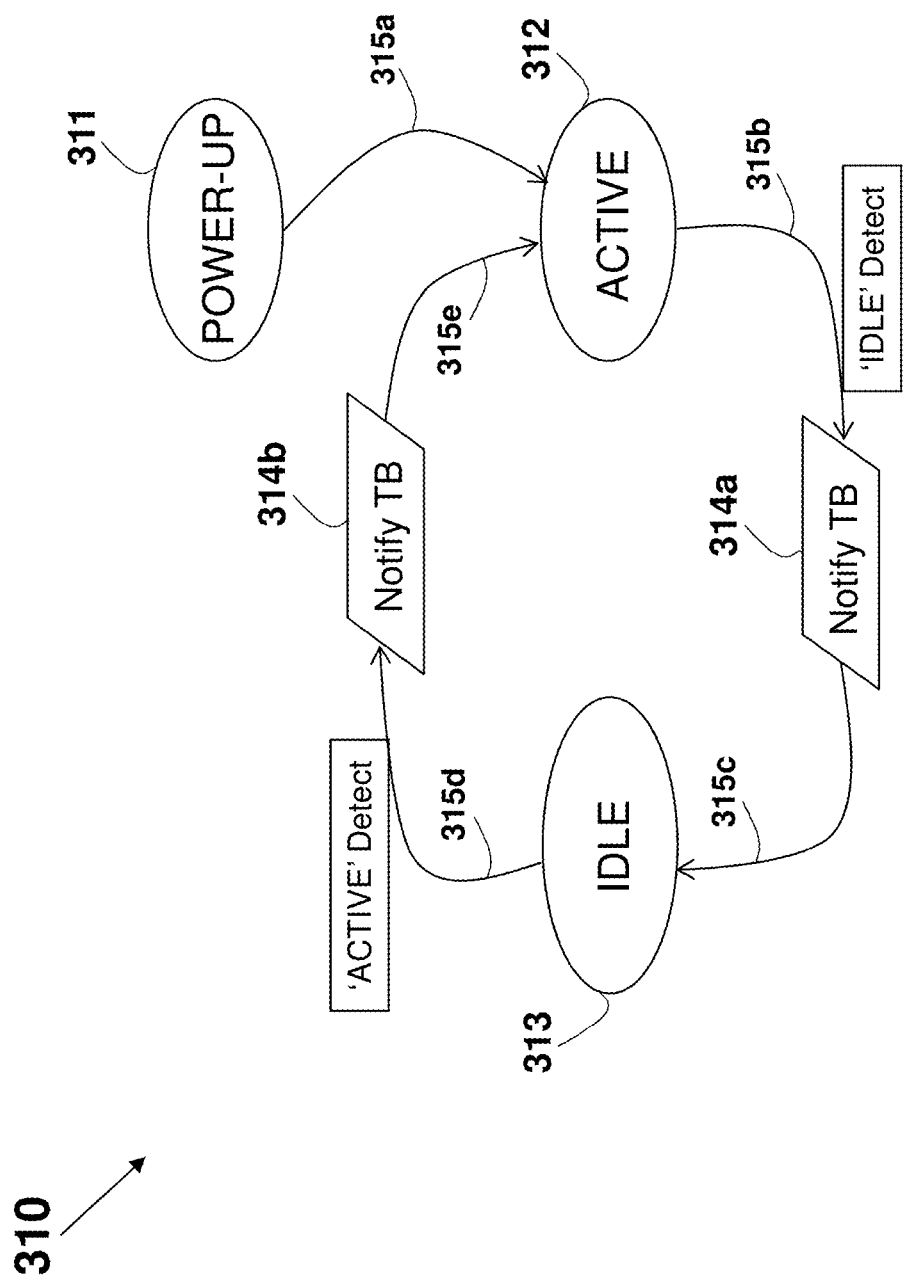 310
'ACTIVE' Detect
314b
Notify TB
311
POWER-UP
315d
315e
315a
313
IDLE
312
ACTIVE
315c
314a
Notify TB
315b
'IDLE' Detect